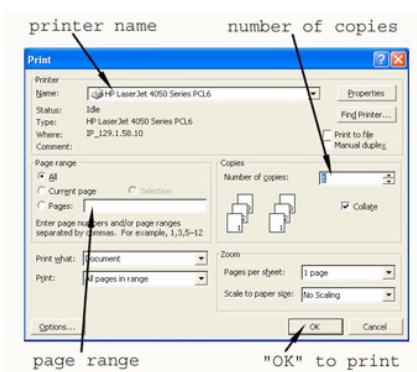 printer name number of copies
Print
Printer
Name: HP LaserJet 4050 Series PCL6 Properties
Status: Idle Find Printer...
Type: HP LaserJet 4050 Series PCL6
Where: IP_129.1.58.10 Print to file
Comment: Manual duplex
Page range Copies
All Number of copies: 1
Current page Selection
Pages: Collate
Enter page numbers and/or page ranges
separated by commas. For example, 1,3,5–12
Print what: Document Zoom
Print: All pages in range Pages per sheet: 1 page
Scale to paper size: No Scaling
Options... OK Cancel
page range "OK" to print